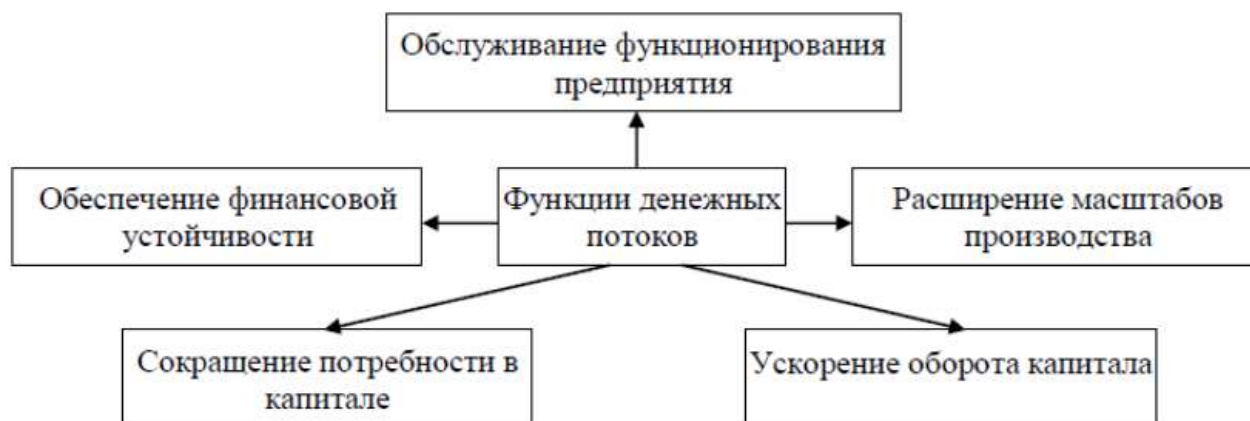 Обслуживание функционирования
предприятия
Обеспечение финансовой
устойчивости
Функции денежных
потоков
Расширение масштабов
производства
Сокращение потребности в
капитале
Ускорение оборота капитала